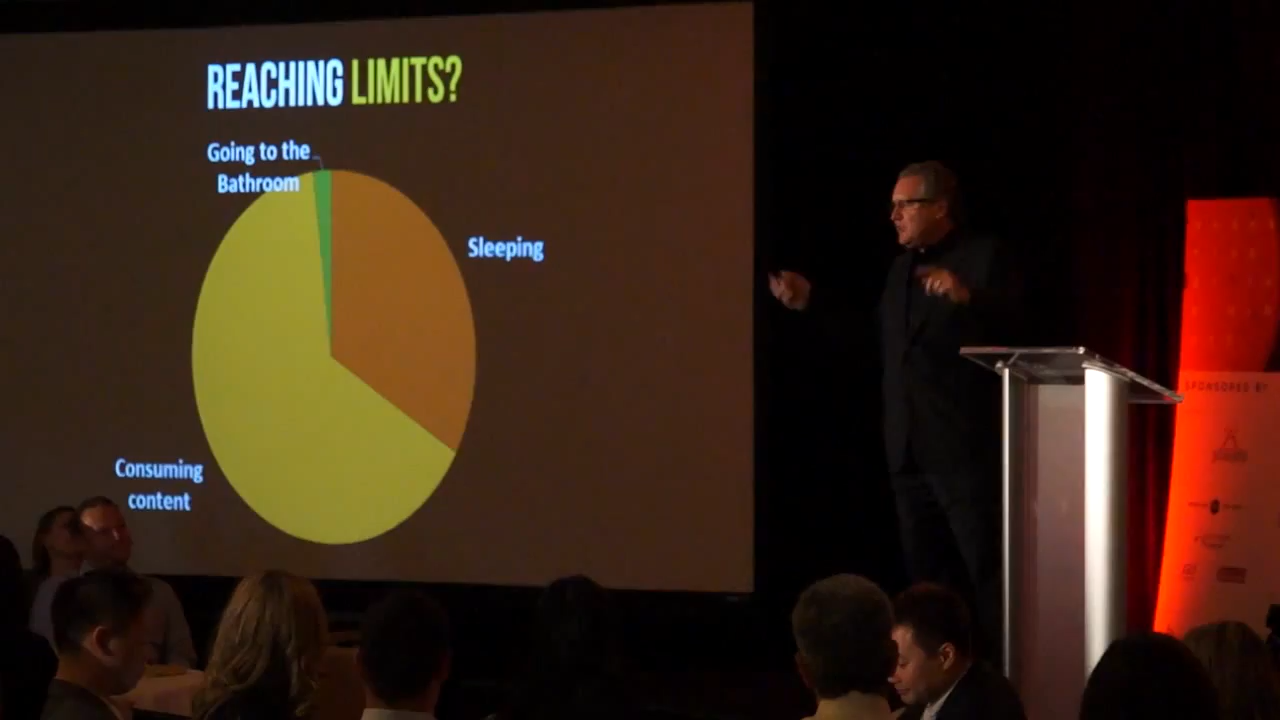 REACHING LIMITS?
Going to the
Bathroom
Sleeping
Consuming
content
SPONSORED BY